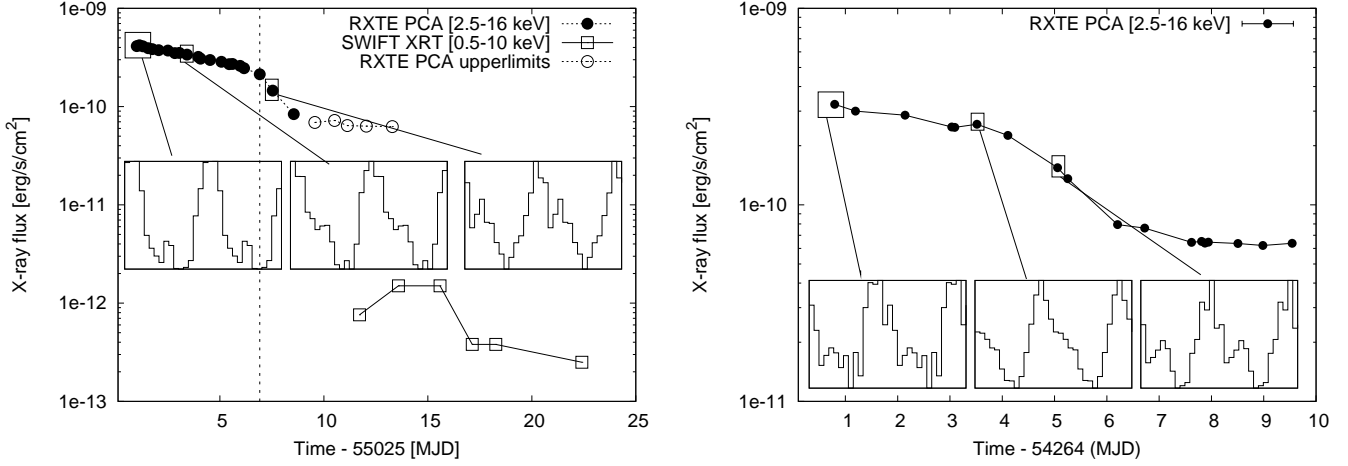 1e-09
1e-10
1e-11
1e-12
1e-13
X-ray flux [erg/s/cm²]
RXTE PCA [2.5-16 keV]
SWIFT XRT [0.5-10 keV]
RXTE PCA upperlimits
5 10 15 20 25
Time - 55025 [MJD]
1e-09
1e-10
1e-11
X-ray flux [erg/s/cm²]
RXTE PCA [2.5-16 keV]
1 2 3 4 5 6 7 8 9 10
Time - 54264 (MJD)